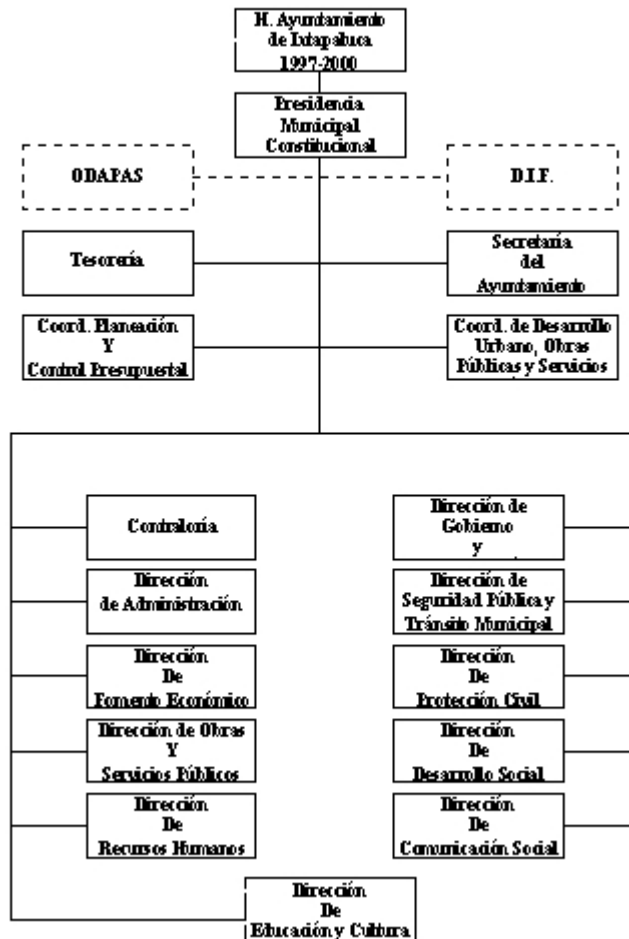 H. Ayuntamiento
de Ixtapaluca
1997-2000
Presidencia
Municipal
Constitucional
ODAPAS
D.I.F.
Tesorería
Secretaría
del
Ayuntamiento
Coord. Planeación
Y
Control Presupuestal
Coord. de Desarrollo
Urbano, Obras
Públicas y Servicios
Contraloría
Dirección de
Gobierno
y
Dirección
de Administración
Dirección de
Seguridad Pública y
Tránsito Municipal
Dirección
De
Fomento Económico
Dirección
De
Protección Civil
Dirección de Obras
Y
Servicios Públicos
Dirección
De
Desarrollo Social
Dirección
De
Recursos Humanos
Dirección
De
Comunicación Social
Dirección
De
Educación y Cultura